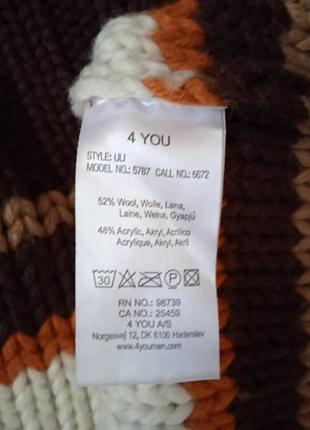 4 YOU
STYLE: ULI
MODEL NO.: 5787 CALL NO.: 6672
52% Wool, Wolle, Lana,
Laine, Welna, Gyapjú
48% Acrylic, Akryl, Acrilico
Acrylique, Akryl, Akril
30 P
RN NO.: 98739
CA NO.: 25459
4 YOU A/S
Norgesvej 12, DK 6100 Haderslev
www.4youmen.com